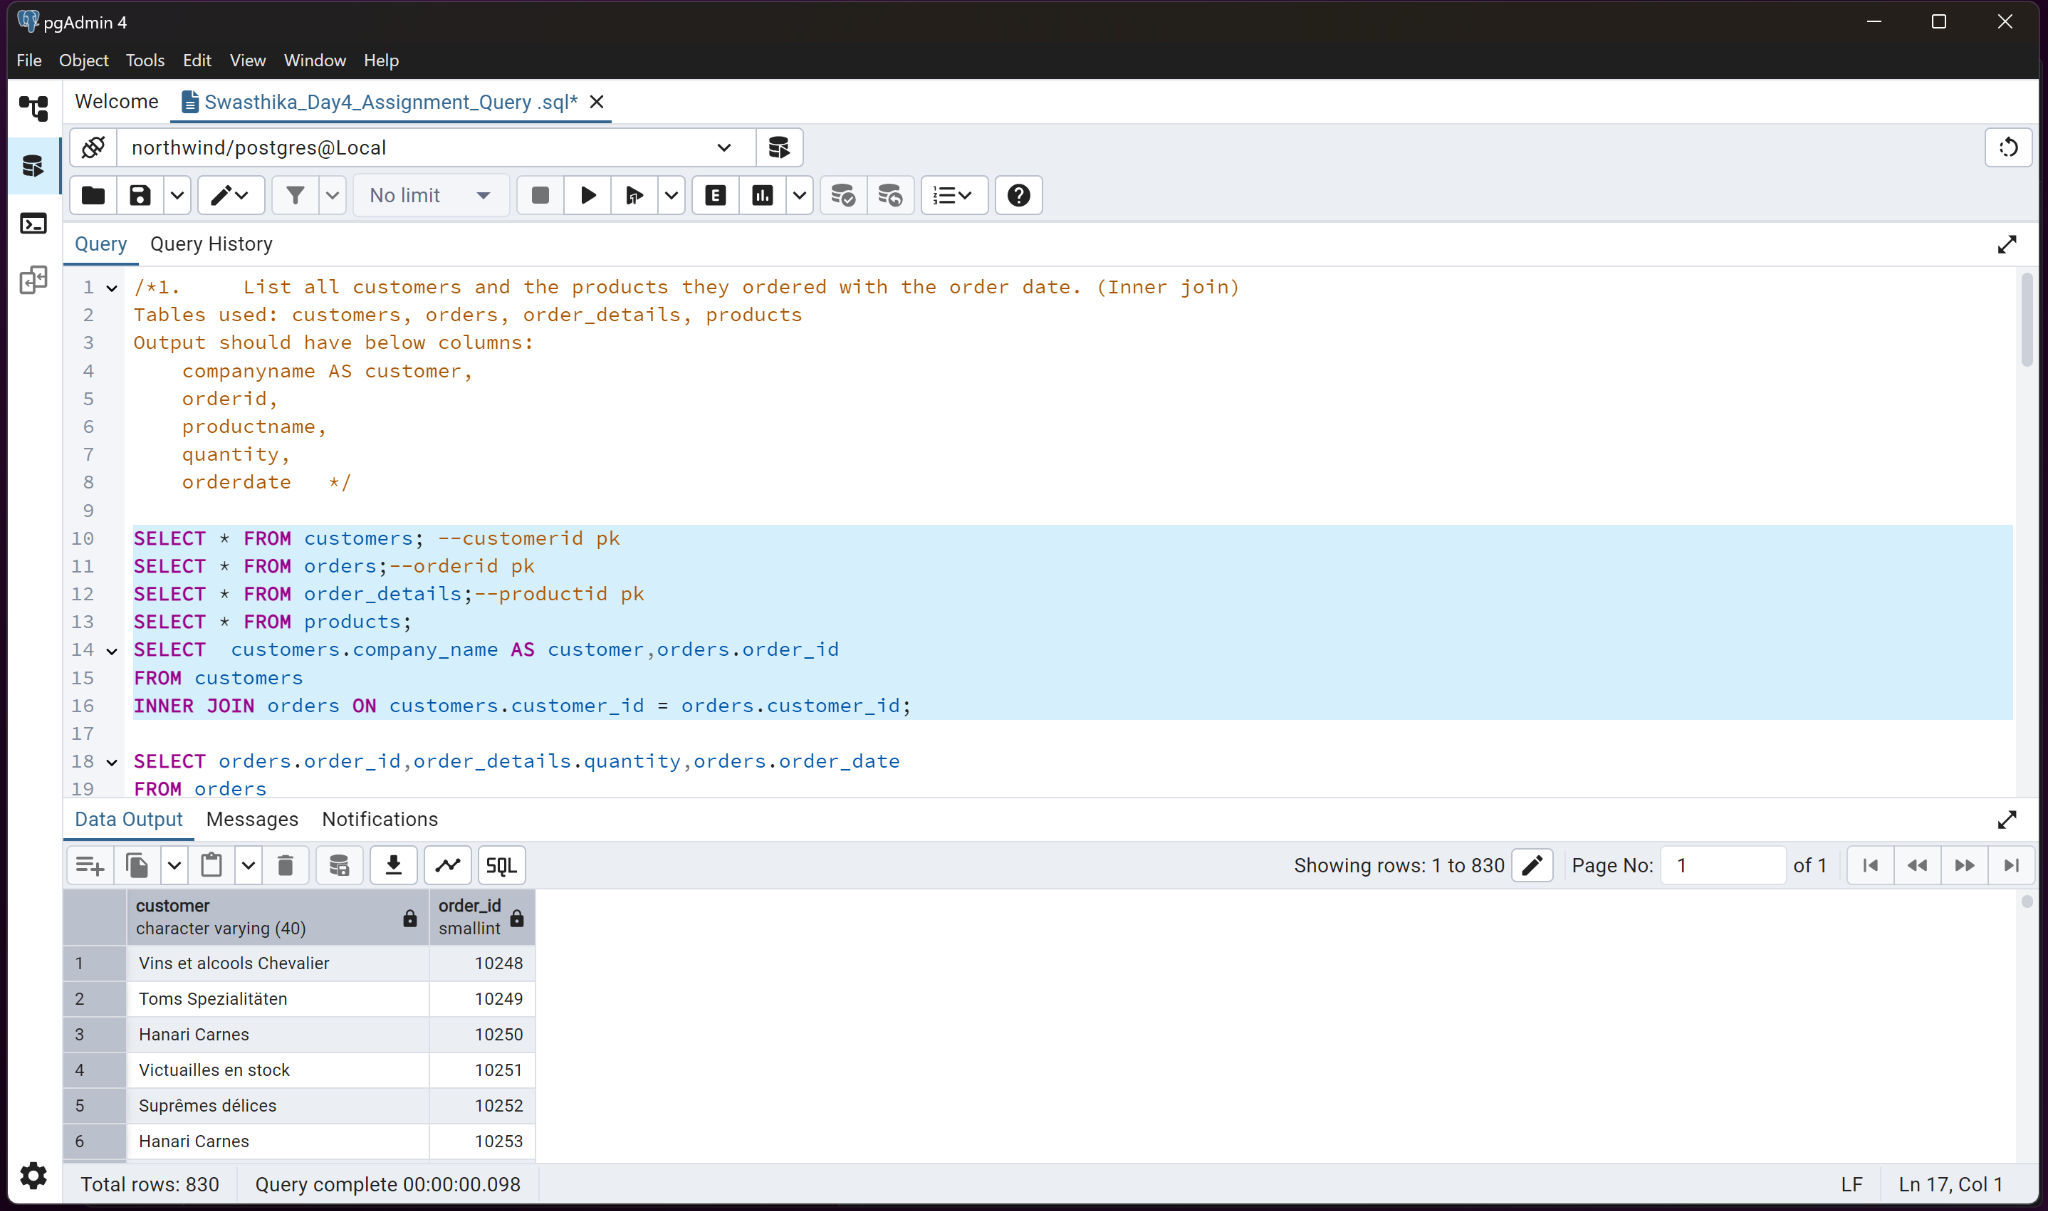 pgAdmin 4
File Object Tools Edit View Window Help
Welcome Swasthika_Day4_Assignment_Query .sql*
northwind/postgres@Local
No limit E
Query Query History
1 /*1. List all customers and the products they ordered with the order date. (Inner join)
2 Tables used: customers, orders, order_details, products
3 Output should have below columns:
4 companyname AS customer,
5 orderid,
6 productname,
7 quantity,
8 orderdate */
9
10 SELECT * FROM customers; --customerid pk
11 SELECT * FROM orders;--orderid pk
12 SELECT * FROM order_details;--productid pk
13 SELECT * FROM products;
14 SELECT customers.company_name AS customer,orders.order_id
15 FROM customers
16 INNER JOIN orders ON customers.customer_id = orders.customer_id;
17
18 SELECT orders.order_id,order_details.quantity,orders.order_date
19 FROM orders
Data Output Messages Notifications
SQL Showing rows: 1 to 830 Page No: 1 of 1
customer order_id
character varying (40) smallint
1 Vins et alcools Chevalier 10248
2 Toms Spezialitäten 10249
3 Hanari Carnes 10250
4 Victuailles en stock 10251
5 Suprêmes délices 10252
6 Hanari Carnes 10253
Total rows: 830 Query complete 00:00:00.098 LF Ln 17, Col 1